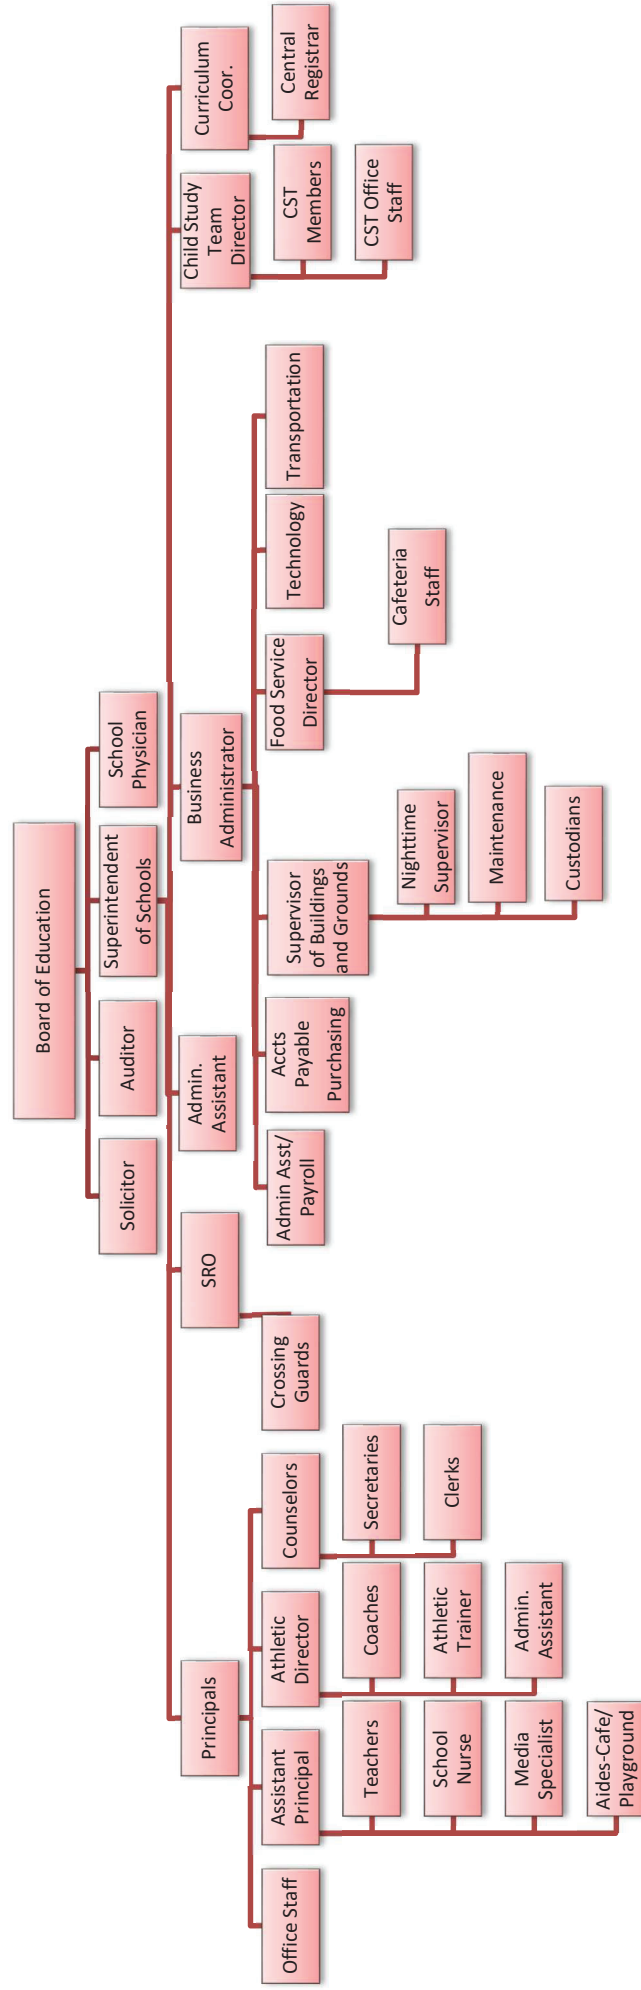 Board of Education
Solicitor
Auditor
Superintendent
of Schools
School
Physician
Principals
SRO
Admin.
Assistant
Business
Administrator
Child Study
Team
Director
Curriculum
Coor.
Office Staff
Assistant
Principal
Athletic
Director
Counselors
Crossing
Guards
Admin Asst/
Payroll
Accts
Payable
Purchasing
Supervisor
of Buildings
and Grounds
Food Service
Director
Technology
Transportation
CST
Members
Central
Registrar
Teachers
Coaches
Secretaries
CST Office
Staff
School
Nurse
Athletic
Trainer
Clerks
Nighttime
Supervisor
Cafeteria
Staff
Media
Specialist
Admin.
Assistant
Maintenance
Aides-Cafe/
Playground
Custodians